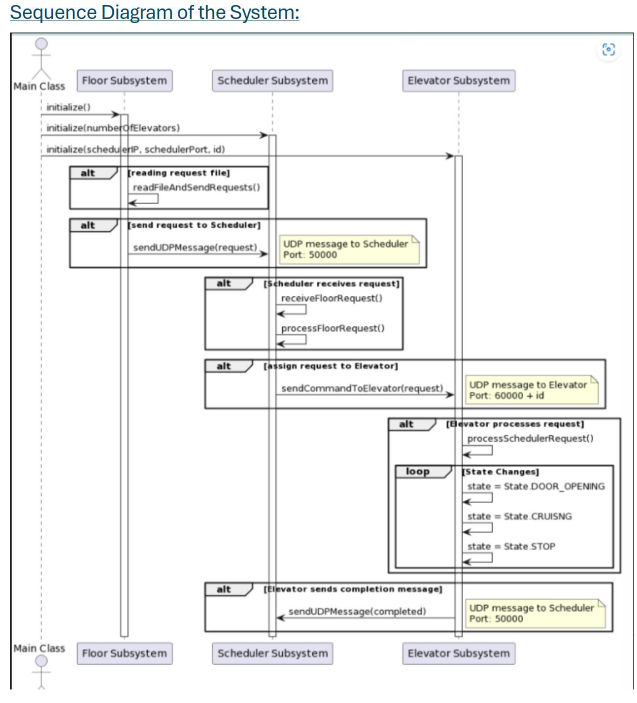 Sequence Diagram of the System:
Main Class
Floor Subsystem
Scheduler Subsystem
Elevator Subsystem
initialize()
initialize(numberOfElevators)
initialize(schedulerIP, schedulerPort, id)
alt [reading request file]
readFileAndSendRequests()
alt [send request to Scheduler]
sendUDPMessage(request)
UDP message to Scheduler
Port: 50000
alt [Scheduler receives request]
receiveFloorRequest()
processFloorRequest()
alt [assign request to Elevator]
sendCommandToElevator(request)
UDP message to Elevator
Port: 60000 + id
alt [Elevator processes request]
processSchedulerRequest()
loop [State Changes]
state = State.DOOR_OPENING
state = State.CRUISNG
state = State.STOP
alt [Elevator sends completion message]
sendUDPMessage(completed)
UDP message to Scheduler
Port: 50000
Main Class
Floor Subsystem
Scheduler Subsystem
Elevator Subsystem